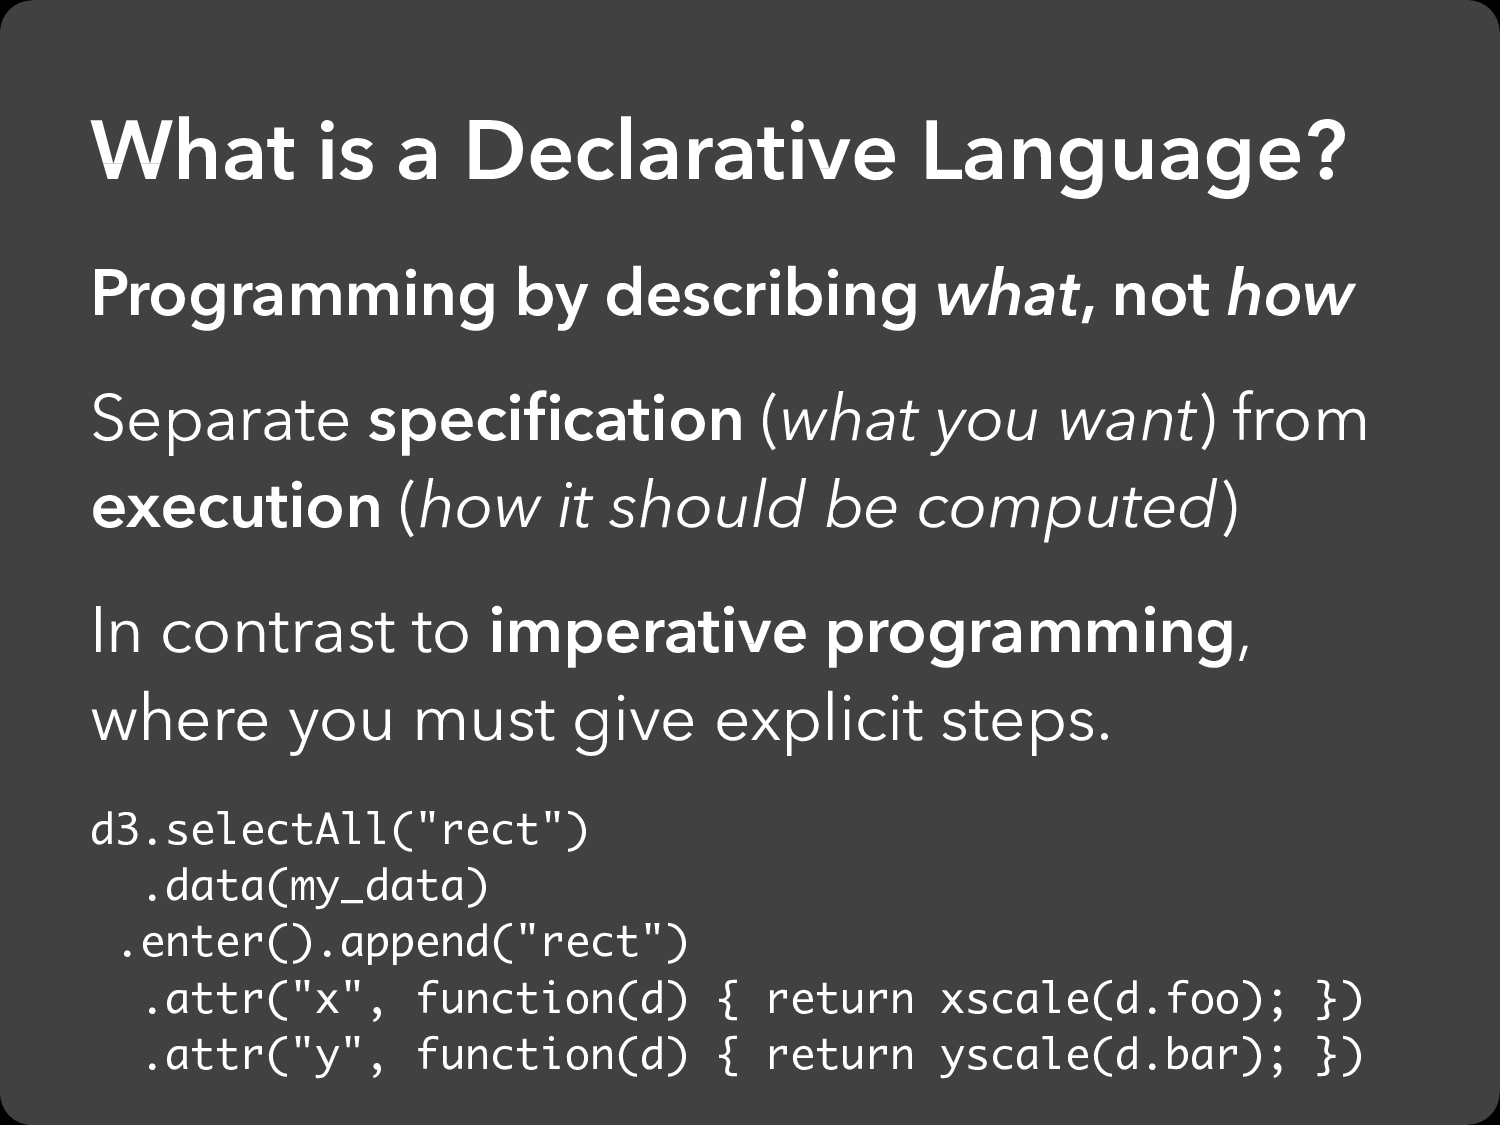 What is a Declarative Language?
Programming by describing what, not how
Separate specification (what you want) from
execution (how it should be computed)
In contrast to imperative programming,
where you must give explicit steps.
d3.selectAll("rect")
  .data(my_data)
 .enter().append("rect")
  .attr("x", function(d) { return xscale(d.foo); })
  .attr("y", function(d) { return yscale(d.bar); })